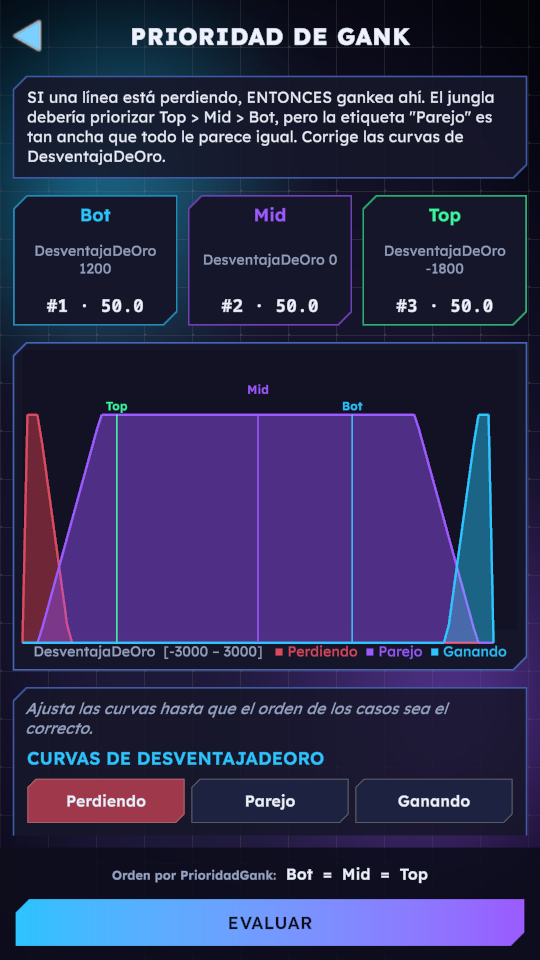 PRIORIDAD DE GANK
SI una línea está perdiendo, ENTONCES gankea ahí. El jungla
debería priorizar Top > Mid > Bot, pero la etiqueta "Parejo" es
tan ancha que todo le parece igual. Corrige las curvas de
DesventajaDeOro.
Bot
DesventajaDeOro
1200
#1 · 50.0
Mid
DesventajaDeOro 0
#2 · 50.0
Top
DesventajaDeOro
-1800
#3 · 50.0
Mid
Top
Bot
DesventajaDeOro [-3000 – 3000] Perdiendo Parejo Ganando
Ajusta las curvas hasta que el orden de los casos sea el
correcto.
CURVAS DE DESVENTAJADEORO
Perdiendo Parejo Ganando
Orden por PrioridadGank: Bot = Mid = Top
EVALUAR